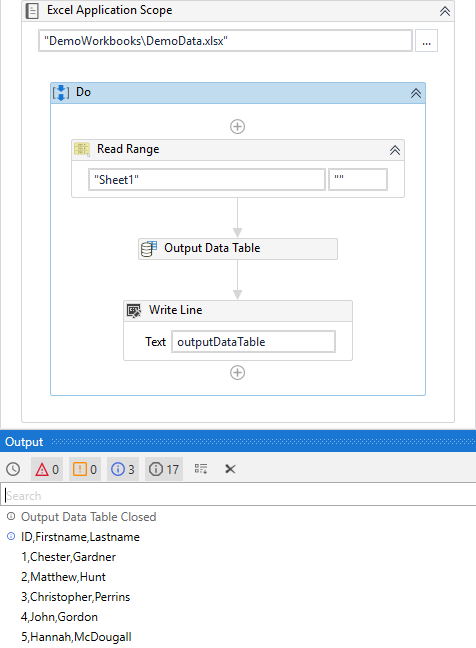 Excel Application Scope
"DemoWorkbooks\DemoData.xlsx"
...
Do
Read Range
"Sheet1" ""
Output Data Table
Write Line
Text outputDataTable
Output
0 0 3 17
Search
Output Data Table Closed
ID,Firstname,Lastname
1,Chester,Gardner
2,Matthew,Hunt
3,Christopher,Perrins
4,John,Gordon
5,Hannah,McDougall